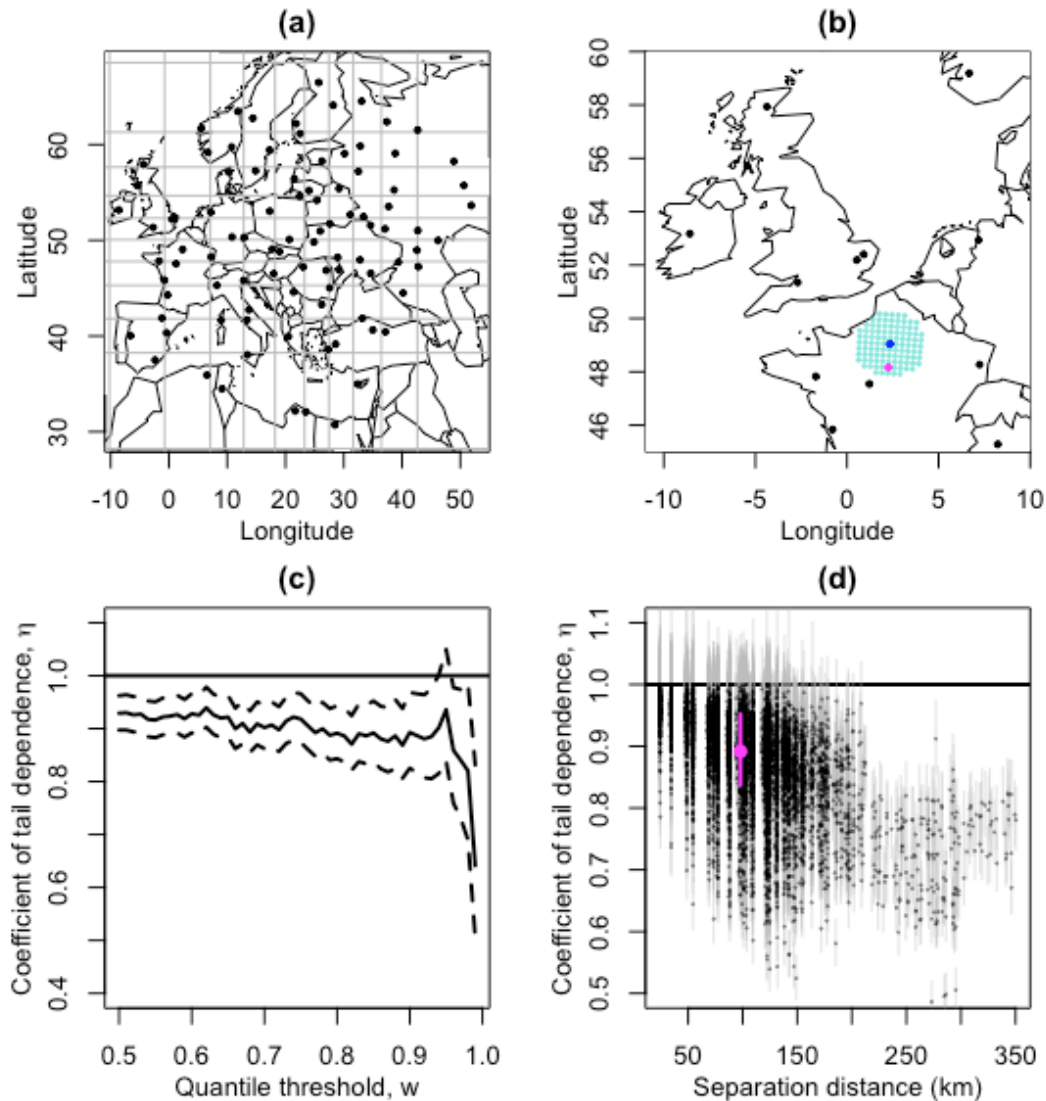 (a)
60
50
40
30
Latitude
-10 0 10 20 30 40 50
Longitude
(b)
60
58
56
54
52
50
48
46
Latitude
-10 -5 0 5 10
Longitude
(c)
1.0
0.8
0.6
0.4
Coefficient of tail dependence, η
0.5 0.6 0.7 0.8 0.9 1.0
Quantile threshold, w
(d)
1.1
1.0
0.9
0.8
0.7
0.6
0.5
Coefficient of tail dependence, η
50 150 250 350
Separation distance (km)